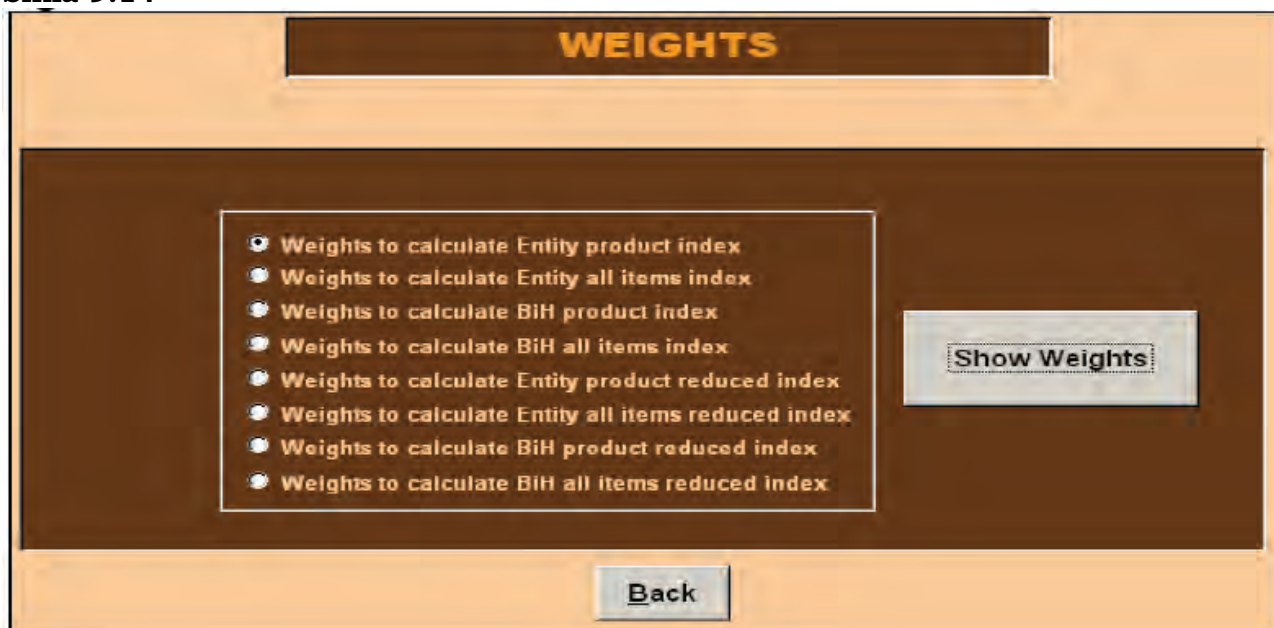 WEIGHTS
Weights to calculate Entity product index
Weights to calculate Entity all items index
Weights to calculate BiH product index
Weights to calculate BiH all items index
Weights to calculate Entity product reduced index
Weights to calculate Entity all items reduced index
Weights to calculate BiH product reduced index
Weights to calculate BiH all items reduced index
Show Weights
Back